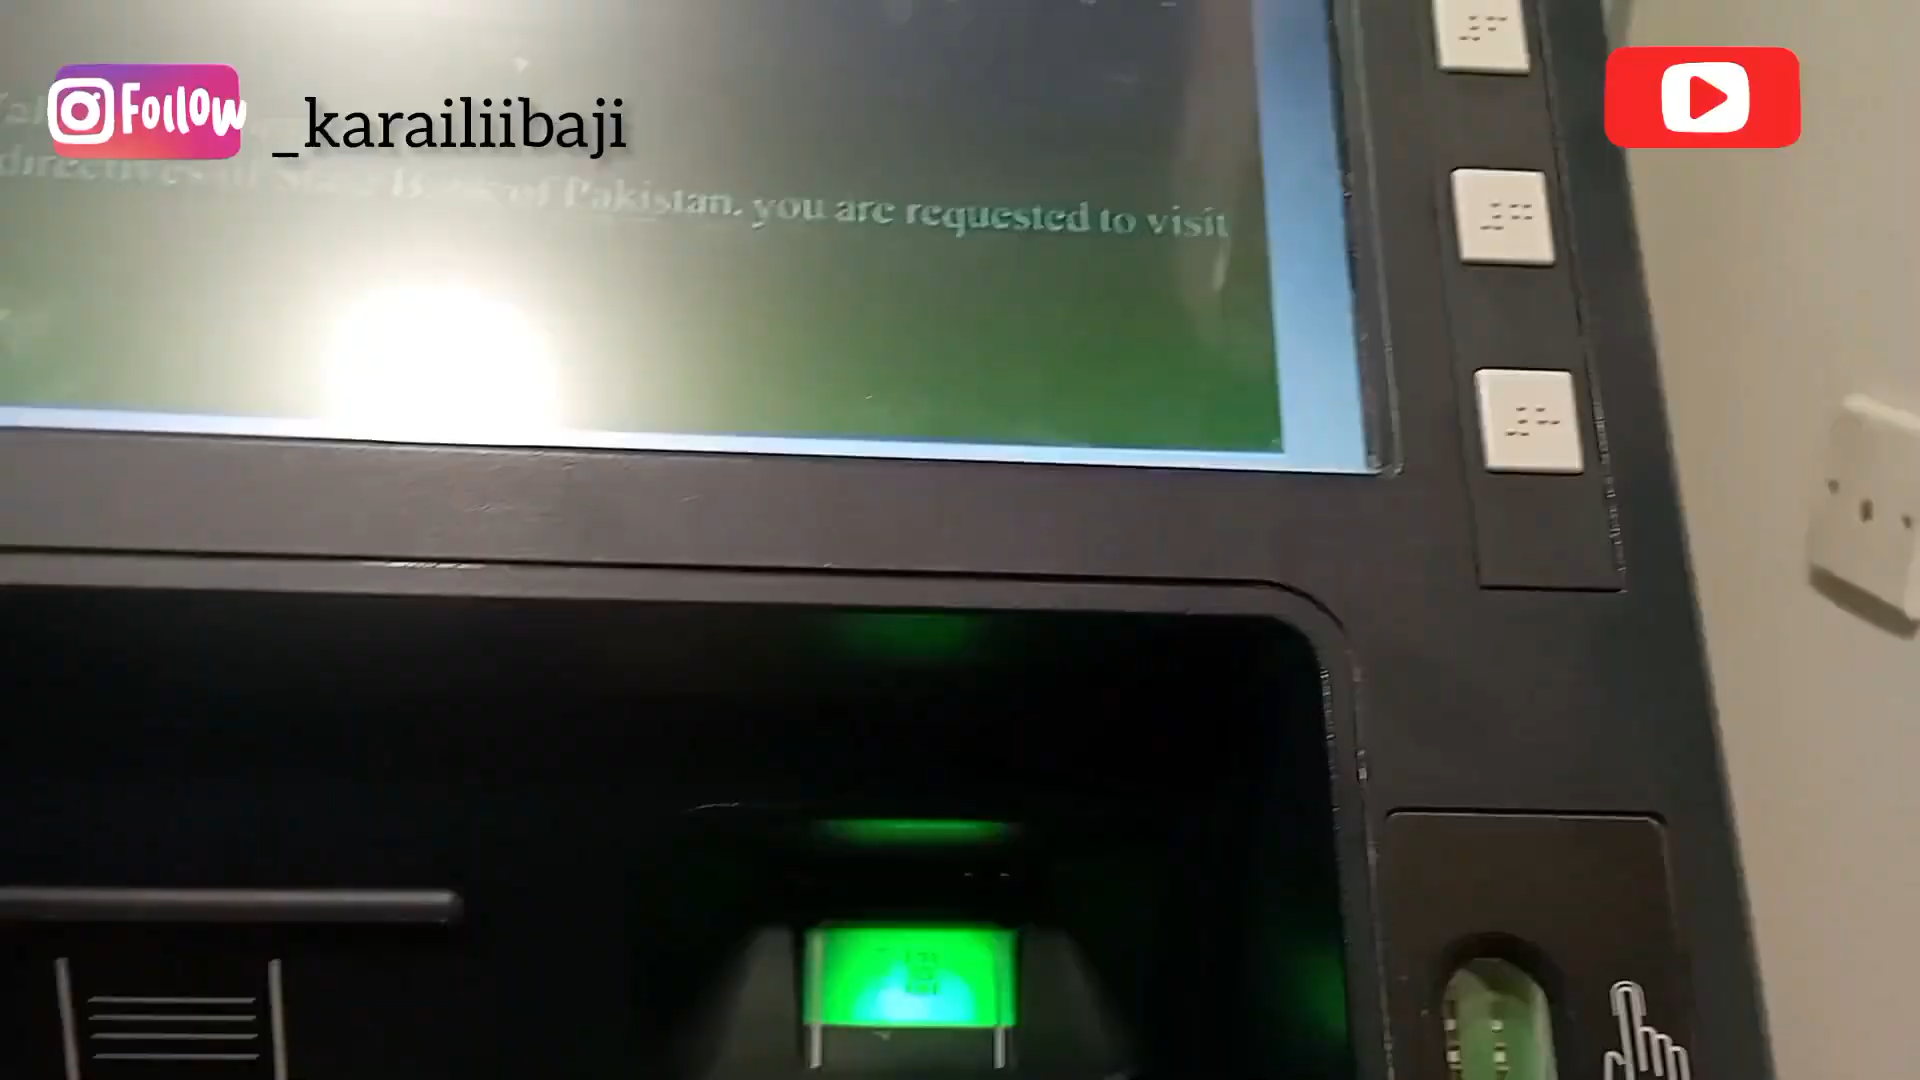 Follow
_karailiibaji
directives of State Bank of Pakistan, you are requested to visit